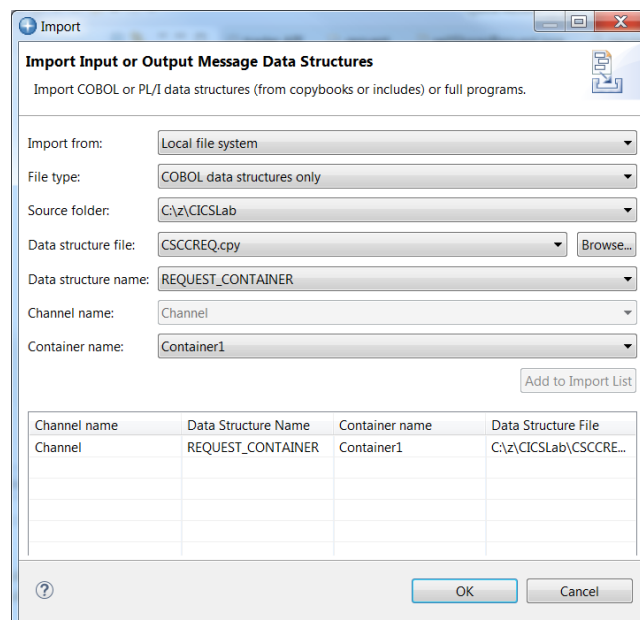 Import
Import Input or Output Message Data Structures
Import COBOL or PL/I data structures (from copybooks or includes) or full programs.
Import from: Local file system
File type: COBOL data structures only
Source folder: C:\z\CICSLab
Data structure file: CSCCREQ.cpy Browse...
Data structure name: REQUEST_CONTAINER
Channel name: Channel
Container name: Container1
Add to Import List
Channel name Data Structure Name Container name Data Structure File
Channel REQUEST_CONTAINER Container1 C:\z\CICSLab\CSCCRE...
OK Cancel